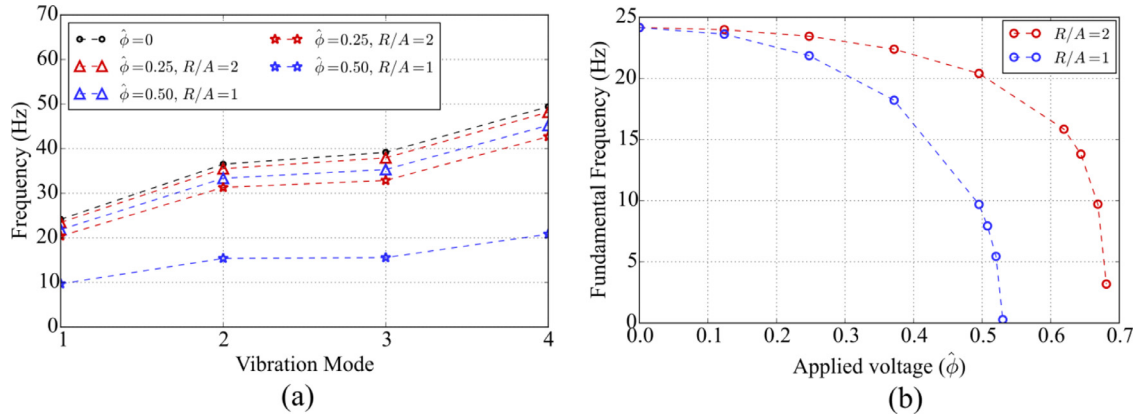 70
60
50
40
30
20
10
0
Frequency (Hz)
ϕ̂=0
ϕ̂=0.25, R/A=2
ϕ̂=0.50, R/A=1
ϕ̂=0.25, R/A=2
ϕ̂=0.50, R/A=1
1 2 3 4
Vibration Mode
(a)
25
20
15
10
5
0
Fundamental Frequency (Hz)
R/A=2
R/A=1
0.0 0.1 0.2 0.3 0.4 0.5 0.6 0.7
Applied voltage (ϕ̂)
(b)